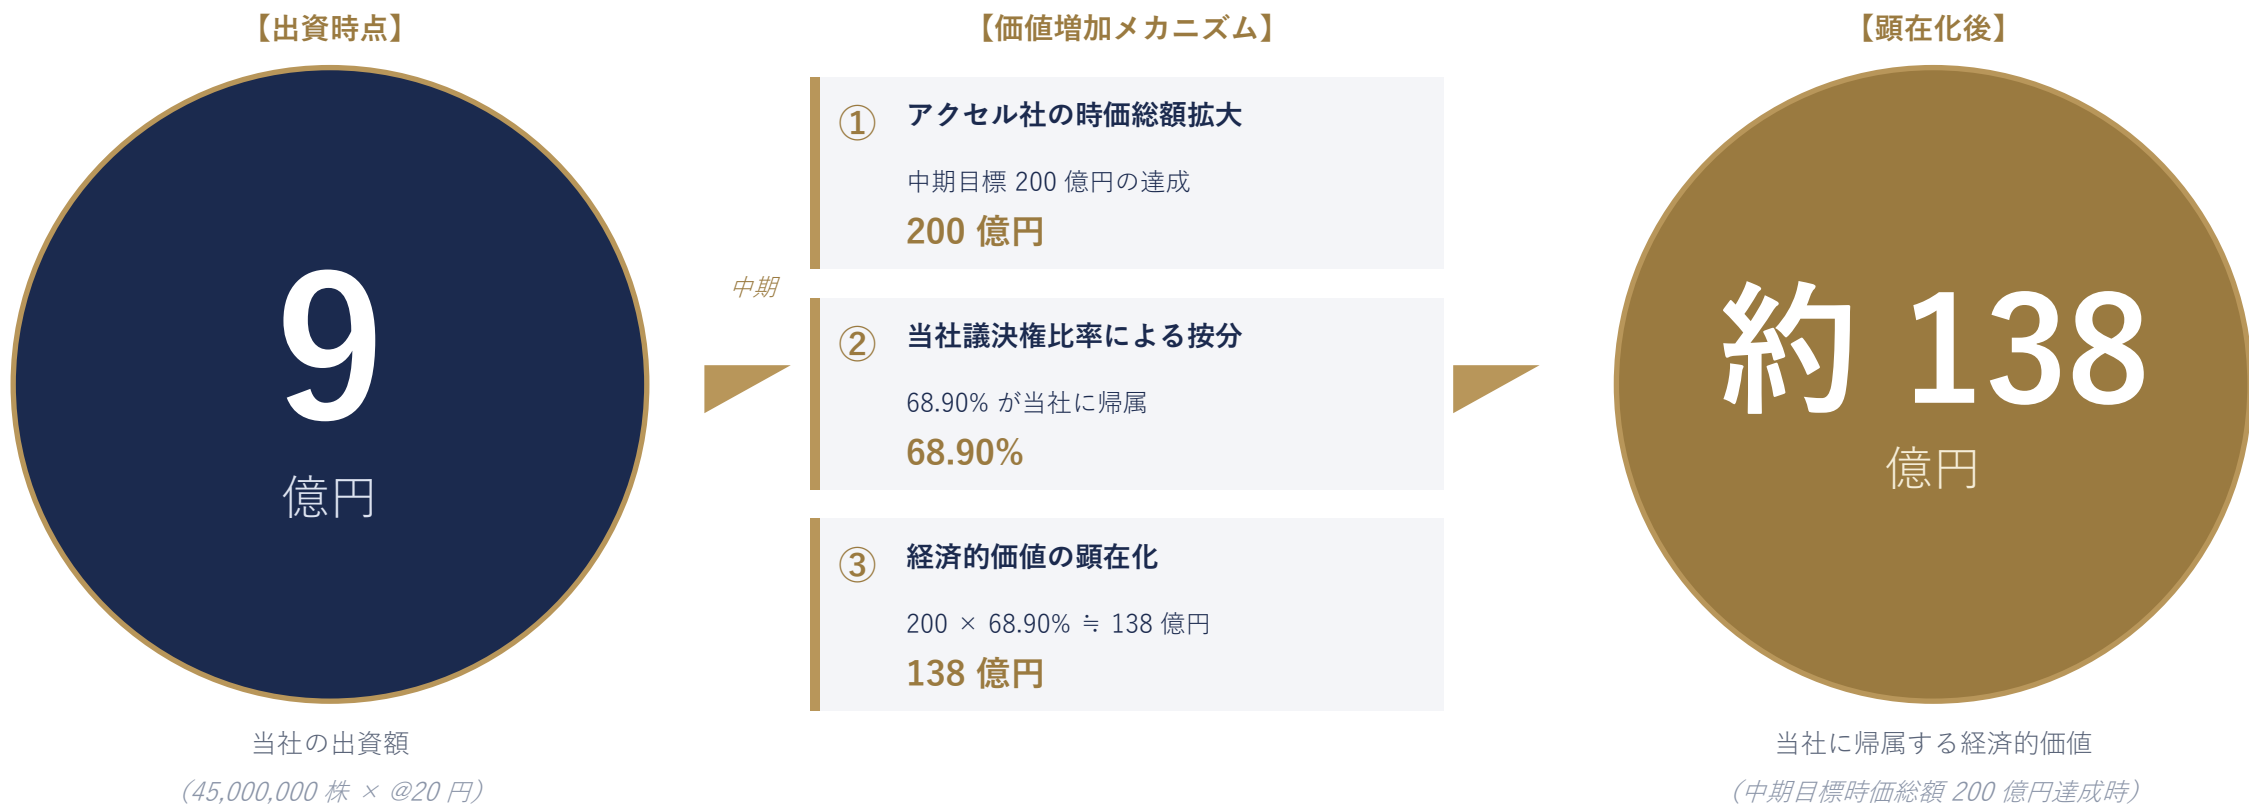 【出資時点】
9
億円
当社の出資額
（45,000,000 株 × @20 円）
中期
【価値増加メカニズム】
① アクセル社の時価総額拡大
中期目標 200 億円の達成
200 億円
② 当社議決権比率による按分
68.90% が当社に帰属
68.90%
③ 経済的価値の顕在化
200 × 68.90% ≒ 138 億円
138 億円
【顕在化後】
約 138
億円
当社に帰属する経済的価値
（中期目標時価総額 200 億円達成時）